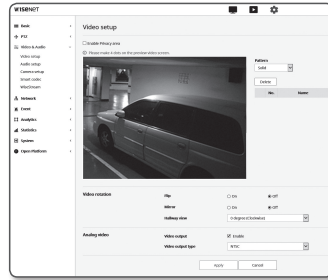 WISENET
Basic
PTZ
Video & Audio
Video setup
Audio setup
Camera setup
Smart codec
WiseStream
Network
Event
Analytics
Statistics
System
Open Platform
Video setup
Enable Privacy area
Please make 4 dots on the preview video screen.
Pattern
Solid
Delete
No. Name
Video rotation
Flip On Off
Mirror On Off
Hallway view 0 degree (Clockwise)
Analog video
Video output Enable
Video output type NTSC
Apply Cancel